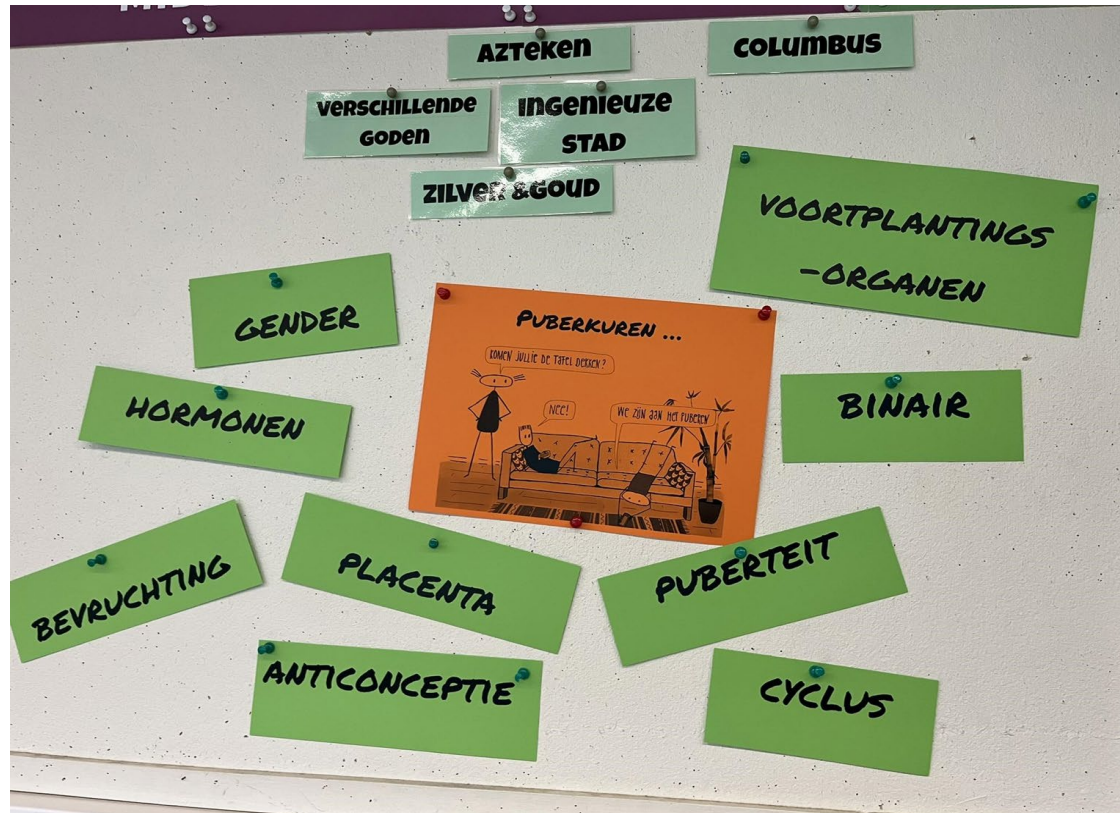 AZTEKEN
COLUMBUS
VERSCHILLENDE
GODEN
INGENIEUZE
STAD
ZILVER &GOUD
VOORTPLANTINGS
-ORGANEN
GENDER
PUBERKUREN ...
KOMEN JULLIE DE TAFEL DEKKEN?
NEE!
WE ZIJN AAN HET PUBEREN
HORMONEN
BINAIR
BEVRUCHTING
PLACENTA
PUBERTEIT
ANTICONCEPTIE
CYCLUS